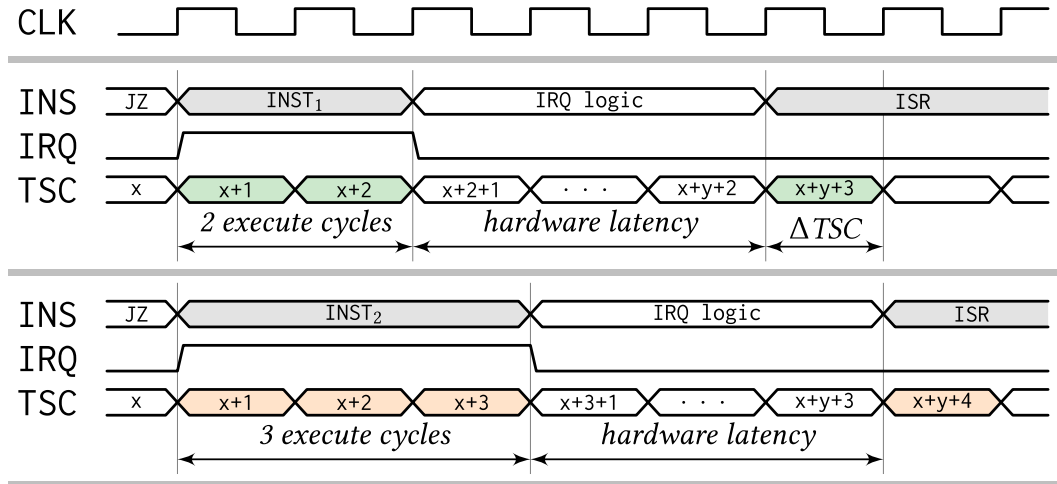 CLK
INS JZ INST₁ IRQ logic ISR
IRQ
TSC x x+1 x+2 x+2+1 · · · x+y+2 x+y+3
2 execute cycles hardware latency Δ TSC
INS JZ INST₂ IRQ logic ISR
IRQ
TSC x x+1 x+2 x+3 x+3+1 · · · x+y+3 x+y+4
3 execute cycles hardware latency